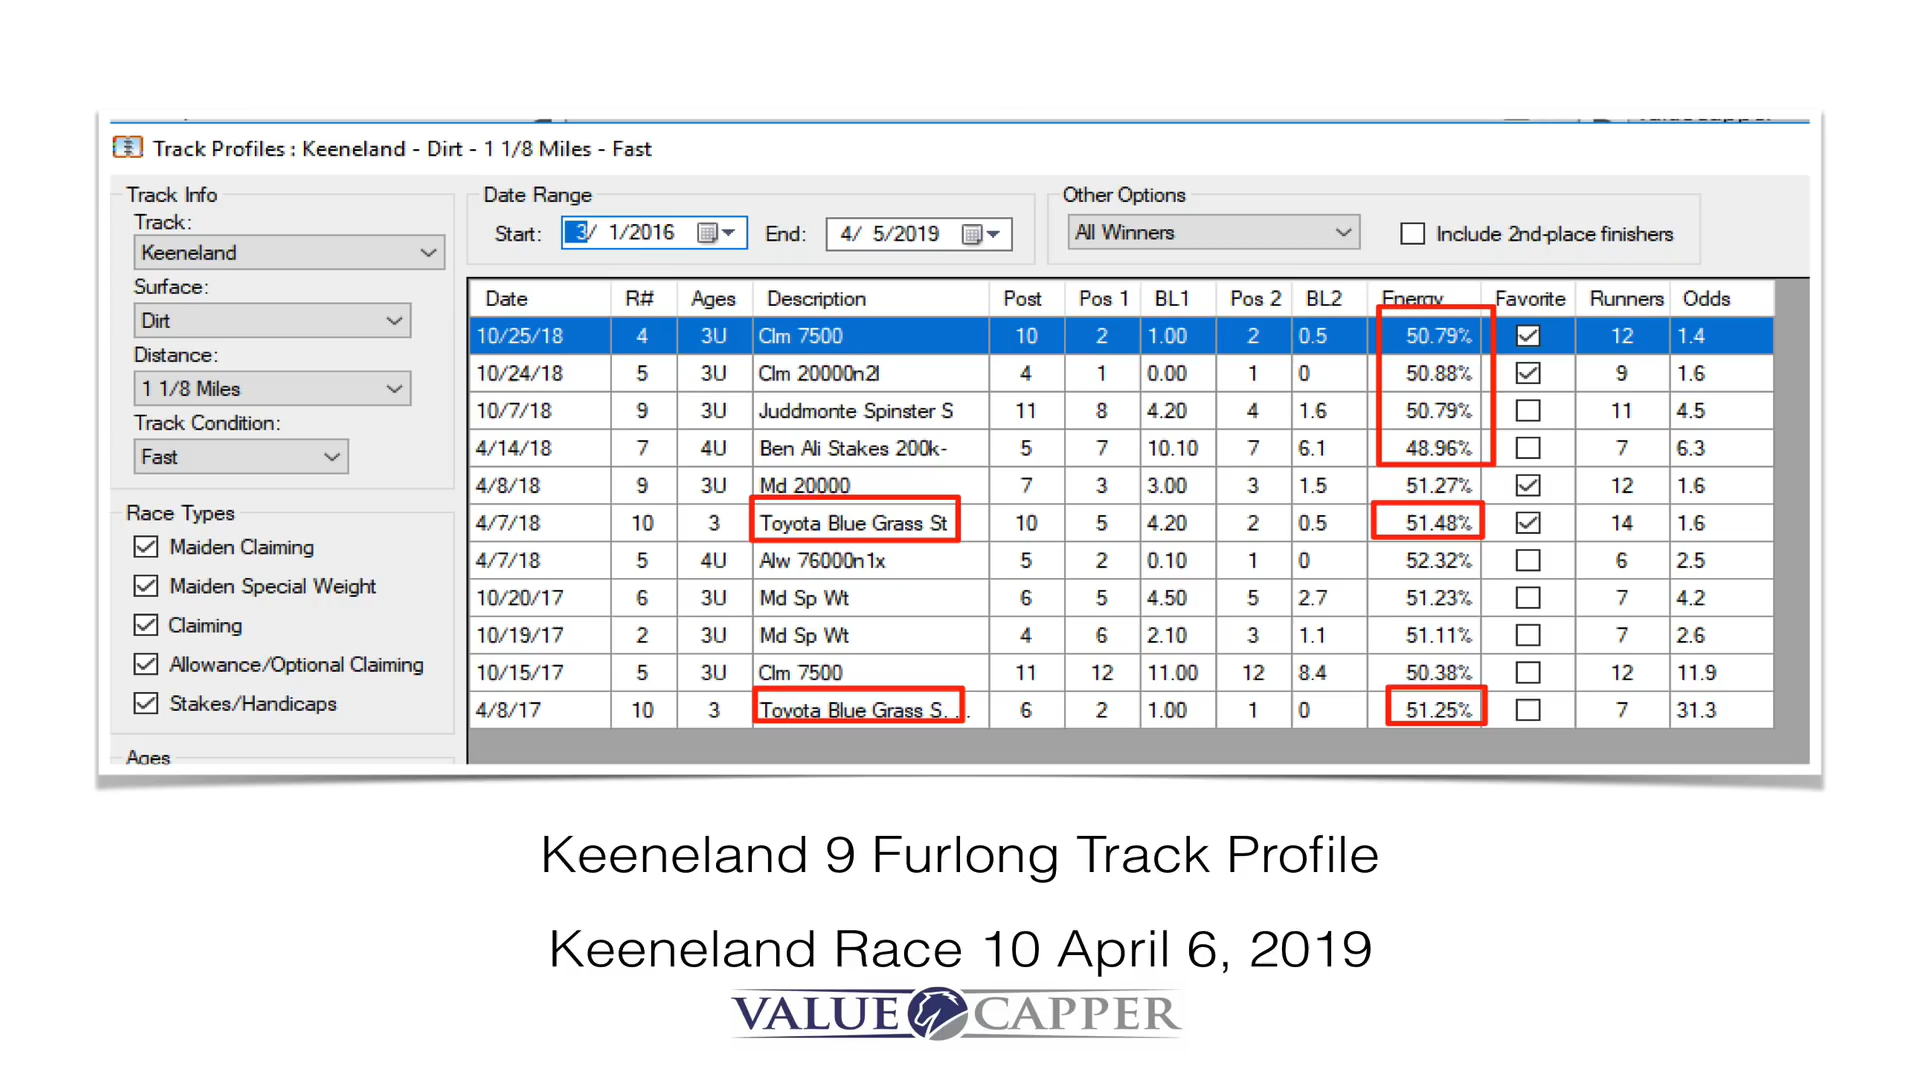 Track Profiles : Keeneland - Dirt - 1 1/8 Miles - Fast
Track Info
Track:
Keeneland
Surface:
Dirt
Distance:
1 1/8 Miles
Track Condition:
Fast
Race Types
Maiden Claiming
Maiden Special Weight
Claiming
Allowance/Optional Claiming
Stakes/Handicaps
Ages
Date Range
Start: 3/ 1/2016 End: 4/ 5/2019
Other Options
All Winners Include 2nd-place finishers
Date R# Ages Description Post Pos 1 BL1 Pos 2 BL2 Energy Favorite Runners Odds
10/25/18 4 3U Clm 7500 10 2 1.00 2 0.5 50.79% 12 1.4
10/24/18 5 3U Clm 20000n2l 4 1 0.00 1 0 50.88% 9 1.6
10/7/18 9 3U Juddmonte Spinster S 11 8 4.20 4 1.6 50.79% 11 4.5
4/14/18 7 4U Ben Ali Stakes 200k- 5 7 10.10 7 6.1 48.96% 7 6.3
4/8/18 9 3U Md 20000 7 3 3.00 3 1.5 51.27% 12 1.6
4/7/18 10 3 Toyota Blue Grass St 10 5 4.20 2 0.5 51.48% 14 1.6
4/7/18 5 4U Alw 76000n1x 5 2 0.10 1 0 52.32% 6 2.5
10/20/17 6 3U Md Sp Wt 6 5 4.50 5 2.7 51.23% 7 4.2
10/19/17 2 3U Md Sp Wt 4 6 2.10 3 1.1 51.11% 7 2.6
10/15/17 5 3U Clm 7500 11 12 11.00 12 8.4 50.38% 12 11.9
4/8/17 10 3 Toyota Blue Grass S... 6 2 1.00 1 0 51.25% 7 31.3
Keeneland 9 Furlong Track Profile
Keeneland Race 10 April 6, 2019
VALUE CAPPER